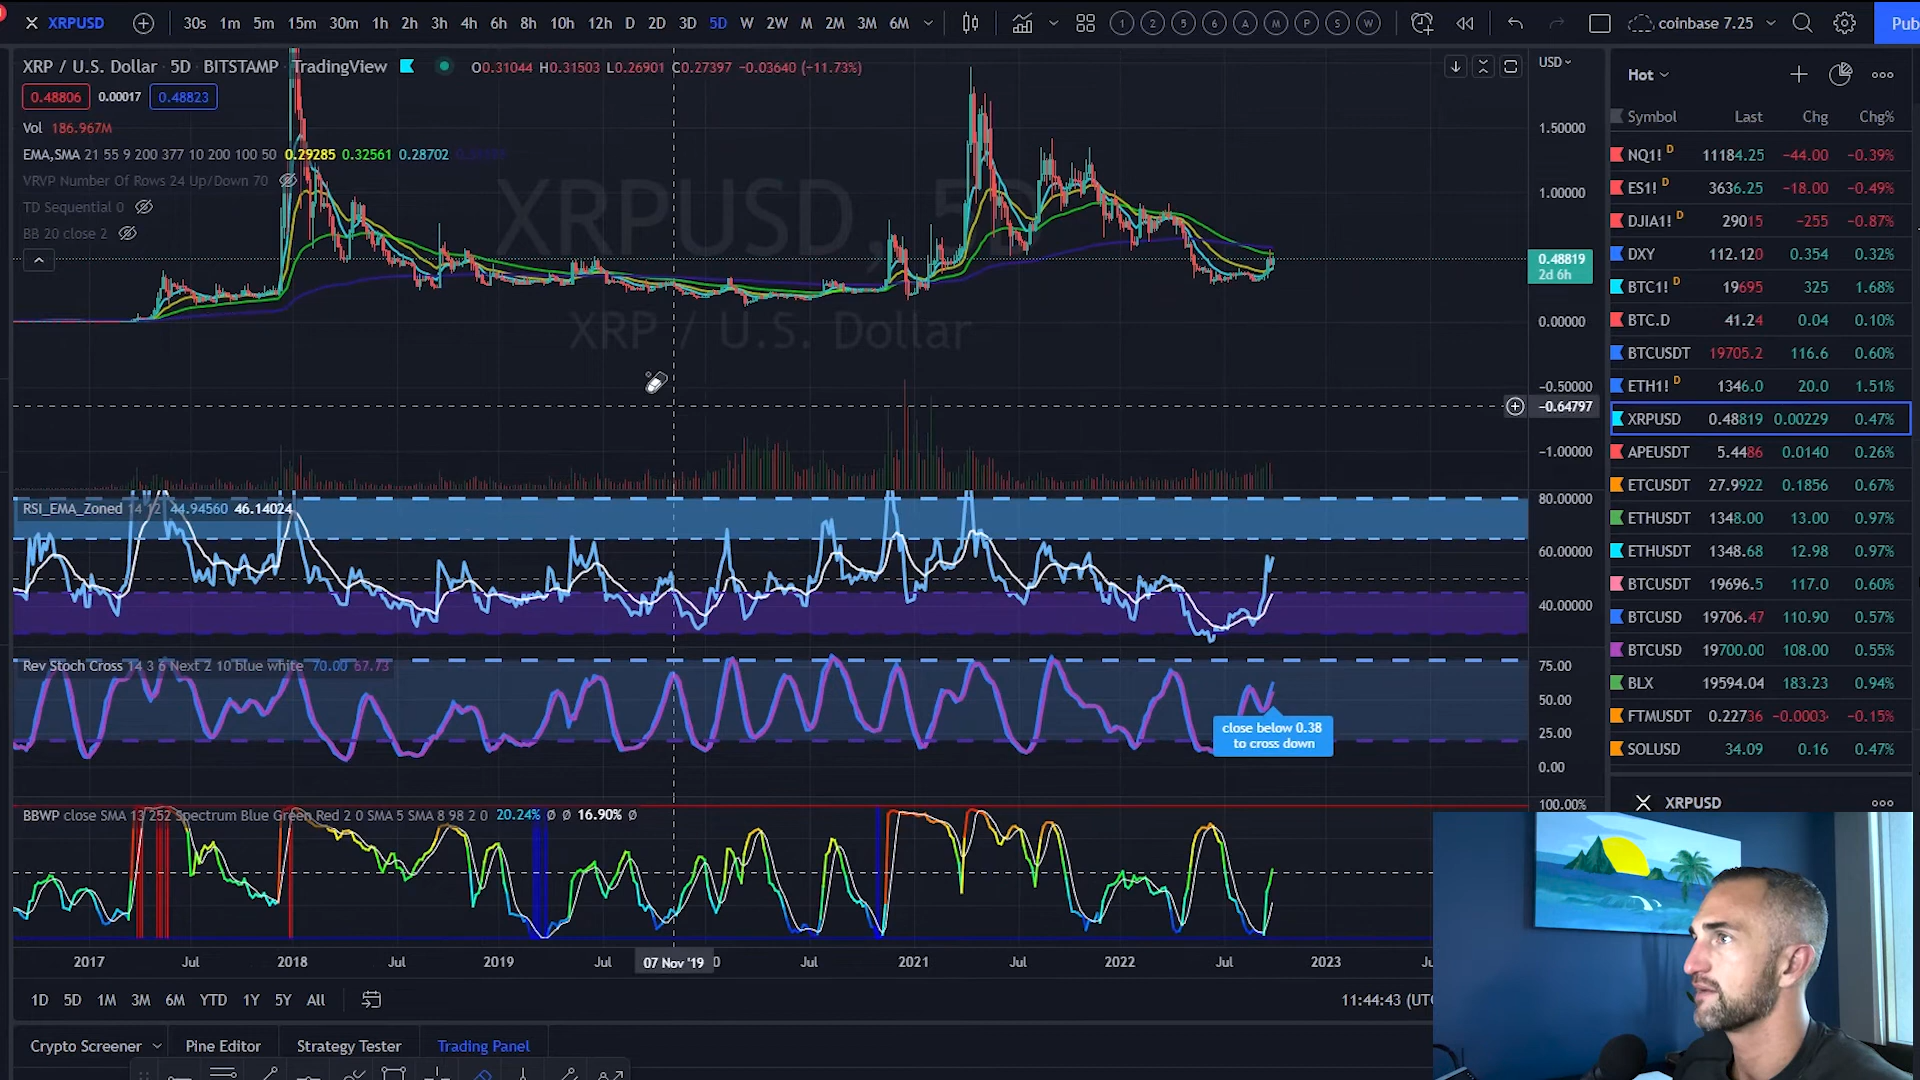 XRPUSD 30s 1m 5m 15m 30m 1h 2h 3h 4h 6h 8h 10h 12h D 2D 3D 5D W 2W M 2M 3M 6M 1 2 5 6 A M P S W coinbase 7.25 Pub
XRP / U.S. Dollar · 5D · BITSTAMP · TradingView O0.31044 H0.31503 L0.26901 C0.27397 −0.03640 (−11.73%)
0.48806 0.00017 0.48823
Vol 186.967M
EMA,SMA 21 55 9 200 377 10 200 100 50 0.29285 0.32561 0.28702
VRVP Number Of Rows 24 Up/Down 70
TD Sequential 0
BB 20 close 2
XRPUSD, 5D
XRP / U.S. Dollar
USD
1.50000
1.00000
0.48819
2d 6h
0.00000
−0.50000
−0.64797
−1.00000
RSI_EMA_Zoned 14 12 44.94560 46.14024
80.00000
60.00000
40.00000
Rev Stoch Cross 14 3 6 Next 2 10 blue white 70.00 67.73
75.00
50.00
25.00
0.00
close below 0.38
to cross down
BBWP close SMA 13 252 Spectrum Blue Green Red 2 0 SMA 5 SMA 8 98 2 0 20.24% Ø Ø 16.90% Ø
100.00%
2017 Jul 2018 Jul 2019 Jul 07 Nov '19 0 Jul 2021 Jul 2022 Jul 2023 Ju
1D 5D 1M 3M 6M YTD 1Y 5Y All 11:44:43 (UTC
Crypto Screener Pine Editor Strategy Tester Trading Panel
Hot
Symbol Last Chg Chg%
NQ1! D 11184.25 −44.00 −0.39%
ES1! D 3636.25 −18.00 −0.49%
DJIA1! D 29015 −255 −0.87%
DXY 112.120 0.354 0.32%
BTC1! D 19695 325 1.68%
BTC.D 41.24 0.04 0.10%
BTCUSDT 19705.2 116.6 0.60%
ETH1! D 1346.0 20.0 1.51%
XRPUSD 0.48819 0.00229 0.47%
APEUSDT 5.4486 0.0140 0.26%
ETCUSDT 27.9922 0.1856 0.67%
ETHUSDT 1348.00 13.00 0.97%
ETHUSDT 1348.68 12.98 0.97%
BTCUSDT 19696.5 117.0 0.60%
BTCUSD 19706.47 110.90 0.57%
BTCUSD 19700.00 108.00 0.55%
BLX 19594.04 183.23 0.94%
FTMUSDT 0.22736 −0.0003 −0.15%
SOLUSD 34.09 0.16 0.47%
XRPUSD